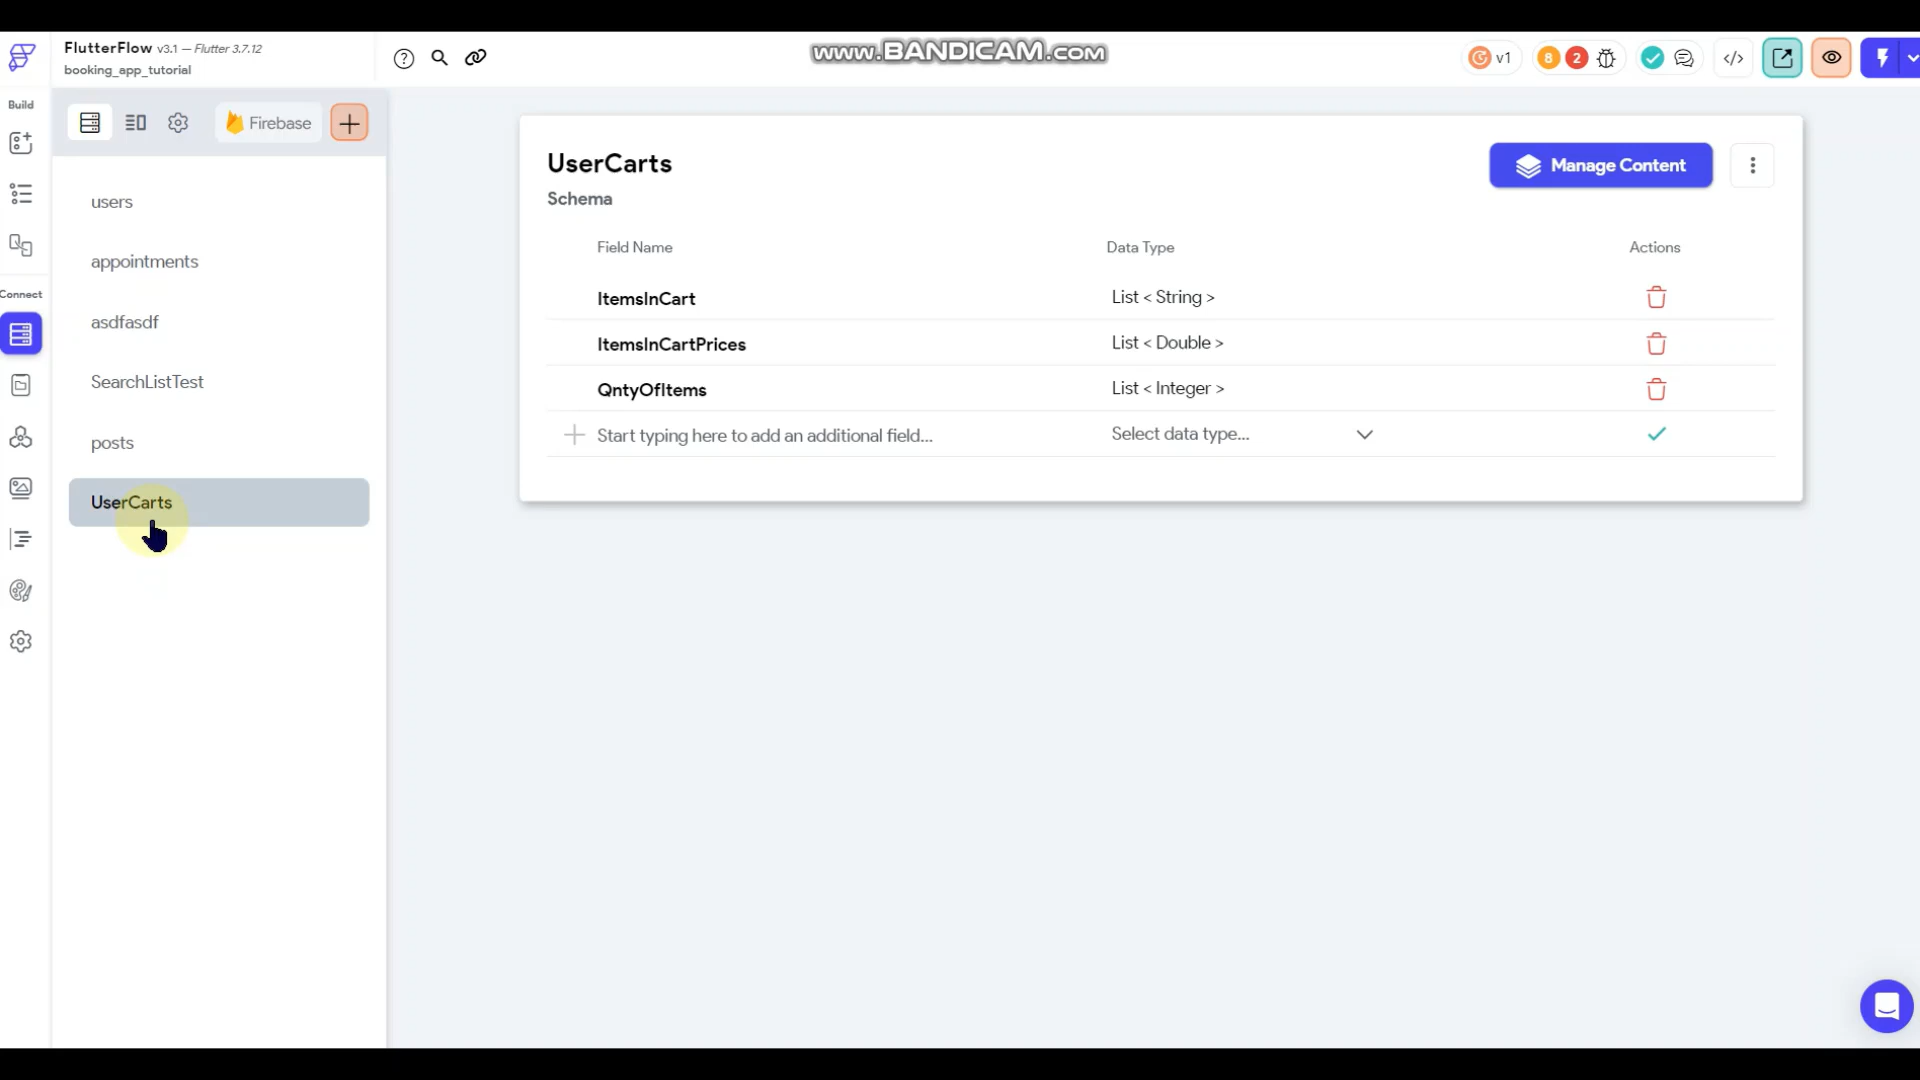 FlutterFlow v3.1 — Flutter 3.7.12
booking_app_tutorial
www.BANDICAM.com
v1
8
2
Build
Connect
Firebase
users
appointments
asdfasdf
SearchListTest
posts
UserCarts
UserCarts
Manage Content
Schema
Field Name Data Type Actions
ItemsInCart List < String >
ItemsInCartPrices List < Double >
QntyOfItems List < Integer >
Start typing here to add an additional field... Select data type...